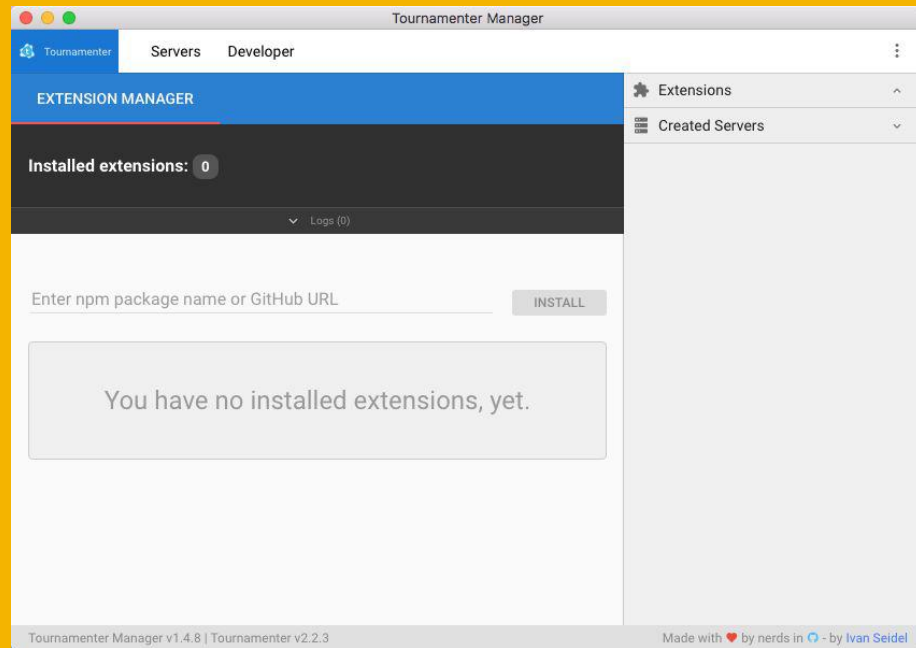 Tournamenter Manager
Tournamenter
Servers
Developer
EXTENSION MANAGER
Installed extensions: 0
Logs (0)
Enter npm package name or GitHub URL
INSTALL
You have no installed extensions, yet.
Extensions
Created Servers
Tournamenter Manager v1.4.8 | Tournamenter v2.2.3
Made with ❤ by nerds in - by Ivan Seidel